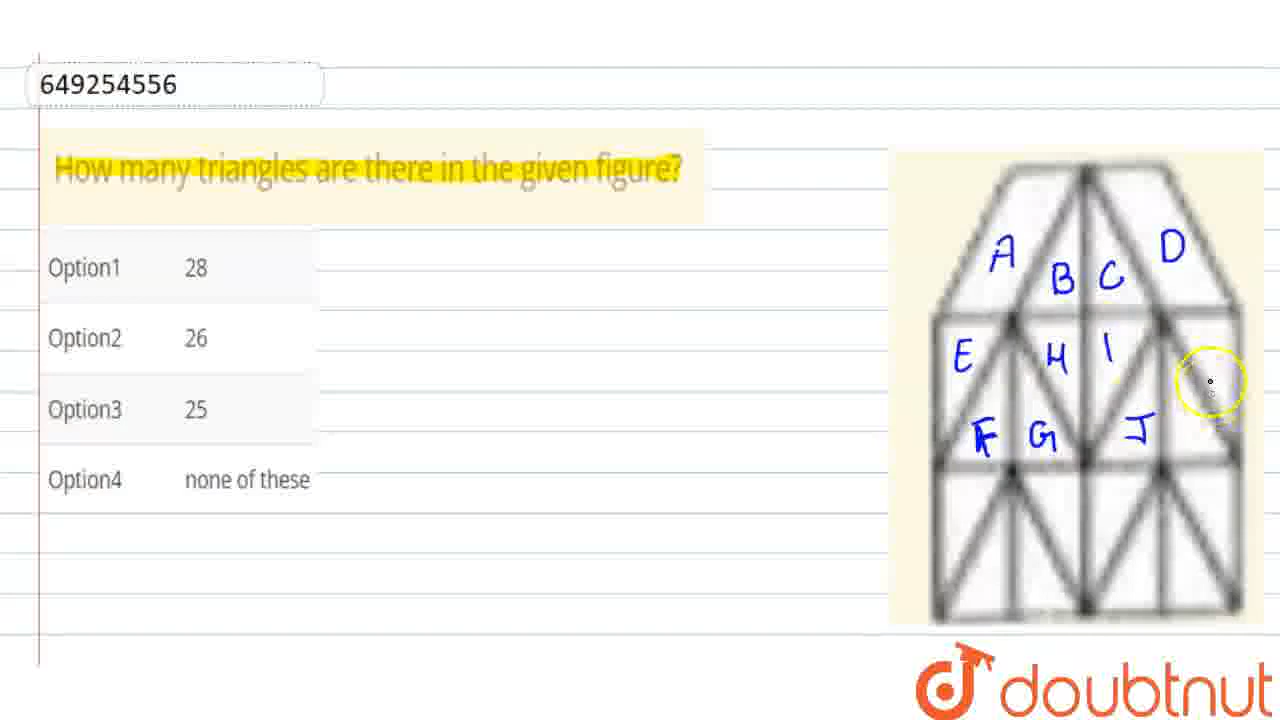 649254556
How many triangles are there in the given figure?
Option1 28
Option2 26
Option3 25
Option4 none of these
A B C D
E H I
F G J
doubtnut